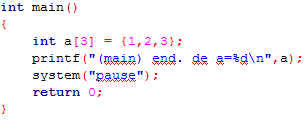 int main()
{
int a[3] = {1,2,3};
printf("(main) end. de a=%d\n",a);
system("pause");
return 0;
}